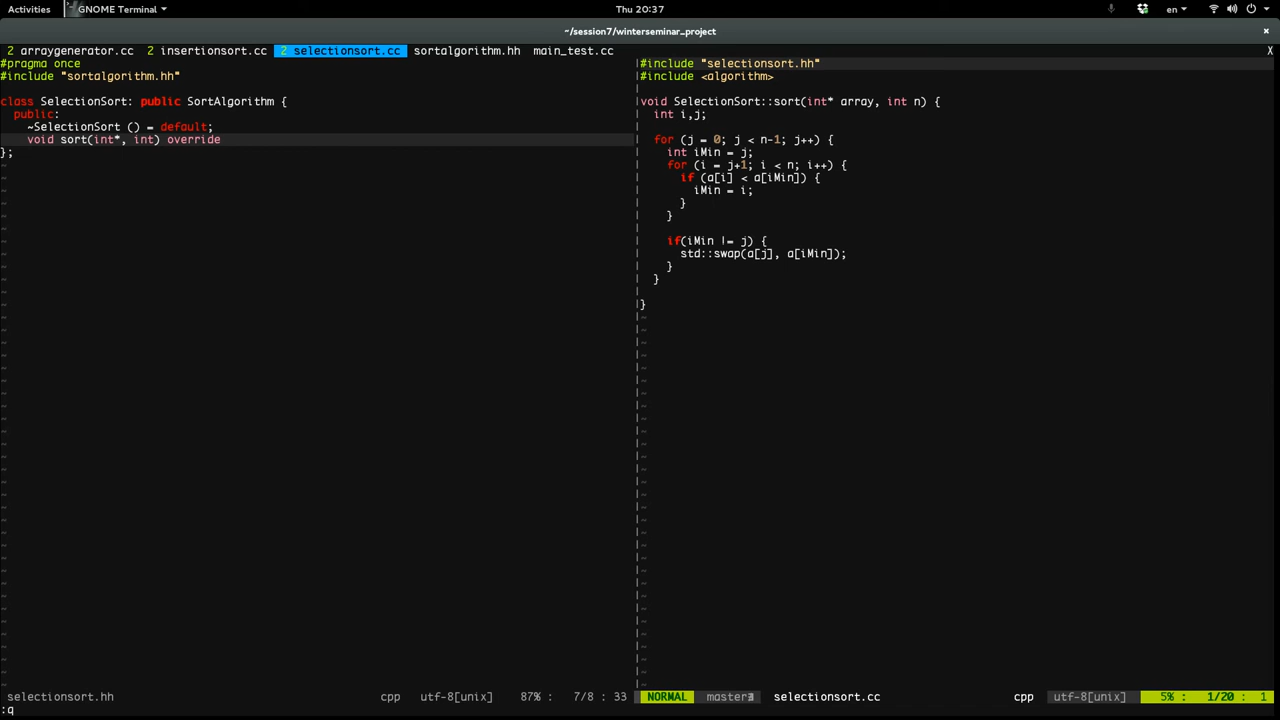 Activities GNOME Terminal Thu 20:37 en
~/session7/winterseminar_project ×
2 arraygenerator.cc 2 insertionsort.cc 2 selectionsort.cc sortalgorithm.hh main_test.cc X
#pragma once
#include "sortalgorithm.hh"
class SelectionSort: public SortAlgorithm {
public:
~SelectionSort () = default;
void sort(int*, int) override
};
#include "selectionsort.hh"
#include <algorithm>
void SelectionSort::sort(int* array, int n) {
int i,j;
for (j = 0; j < n-1; j++) {
int iMin = j;
for (i = j+1; i < n; i++) {
if (a[i] < a[iMin]) {
iMin = i;
}
}
if(iMin != j) {
std::swap(a[j], a[iMin]);
}
}
}
selectionsort.hh cpp utf-8[unix] 87% : 7/8 : 33
NORMAL selectionsort.cc cpp utf-8[unix] 5% : 1/20 : 1
:q